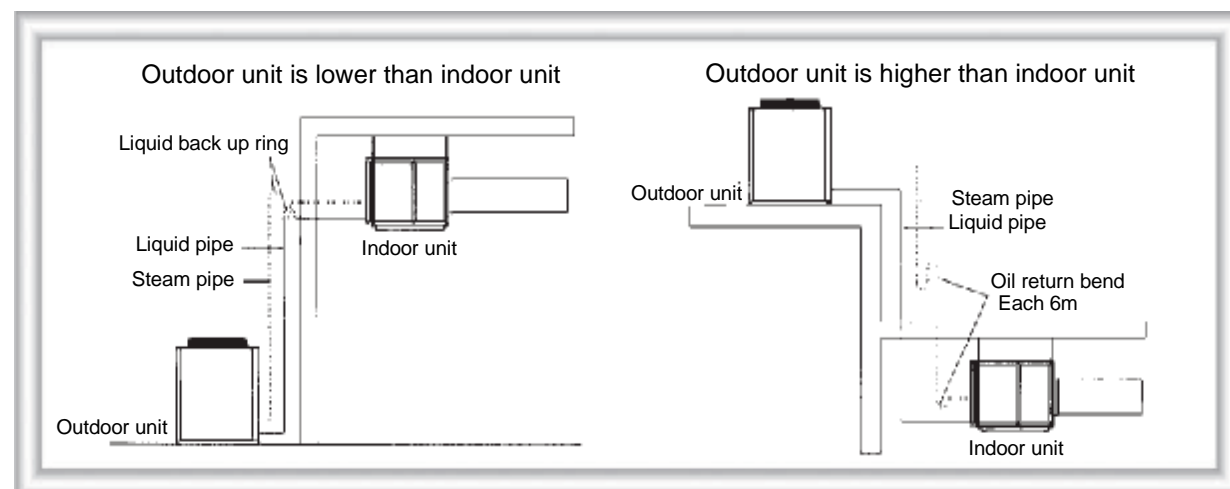 Outdoor unit is lower than indoor unit
Liquid back up ring
Liquid pipe
Steam pipe
Indoor unit
Outdoor unit
Outdoor unit is higher than indoor unit
Outdoor unit
Steam pipe
Liquid pipe
Oil return bend
Each 6m
Indoor unit